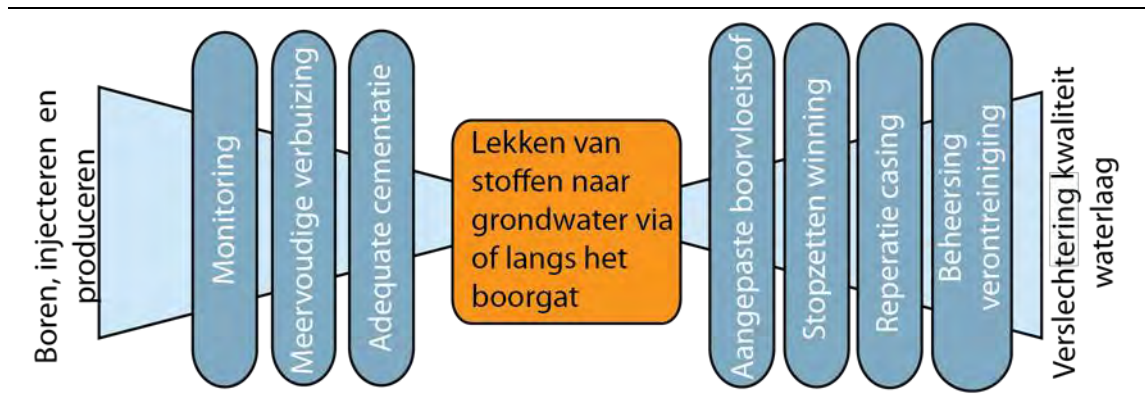 Boren, injecteren en
produceren
Monitoring
Meervoudige verbuizing
Adequate cementatie
Lekken van
stoffen naar
grondwater via
of langs het
boorgat
Aangepaste boorvloeistof
Stopzetten winning
Reperatie casing
Beheersing
verontreiniging
Verslechtering kwaliteit
waterlaag